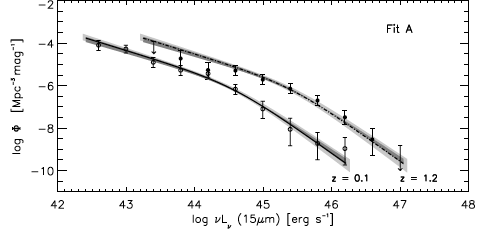 −2
−4
−6
−8
−10
log Φ [Mpc⁻³ mag⁻¹]
Fit A
z = 0.1
z = 1.2
42 43 44 45 46 47 48
log νLᵥ (15μm) [erg s⁻¹]